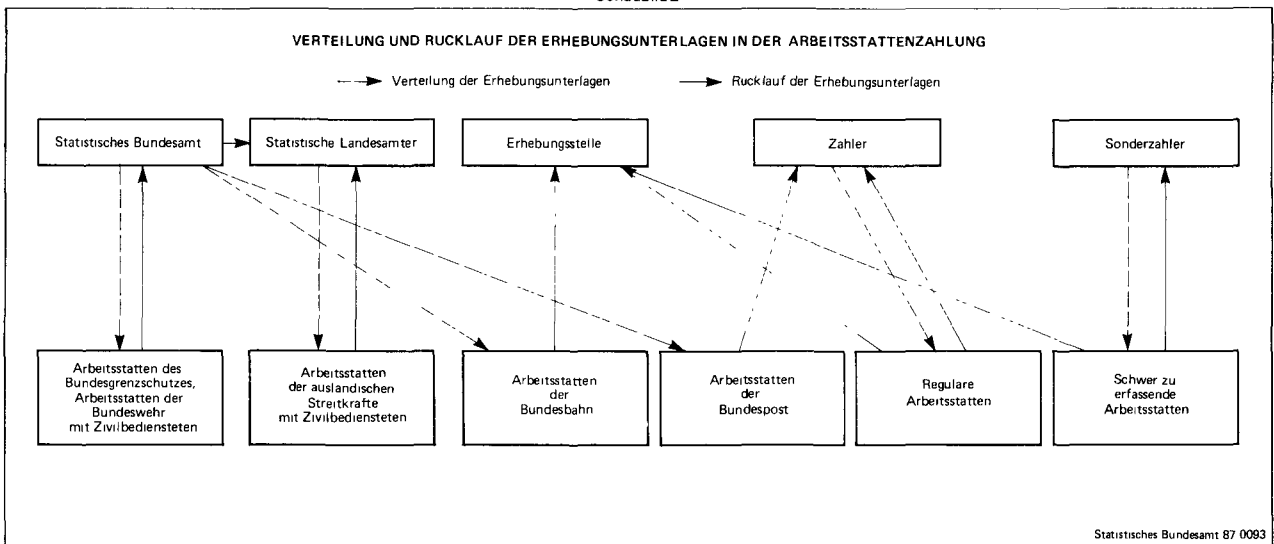 VERTEILUNG UND RUCKLAUF DER ERHEBUNGSUNTERLAGEN IN DER ARBEITSSTATTENZAHLUNG
Verteilung der Erhebungsunterlagen
Rucklauf der Erhebungsunterlagen
Statistisches Bundesamt
Statistische Landesamter
Erhebungsstelle
Zahler
Sonderzahler
Arbeitsstatten des
Bundesgrenzschutzes,
Arbeitsstatten der
Bundeswehr
mit Zivilbediensteten
Arbeitsstatten
der auslandischen
Streitkrafte
mit Zivilbediensteten
Arbeitsstatten
der
Bundesbahn
Arbeitsstatten
der
Bundespost
Regulare
Arbeitsstatten
Schwer zu
erfassende
Arbeitsstatten
Statistisches Bundesamt 87 0093